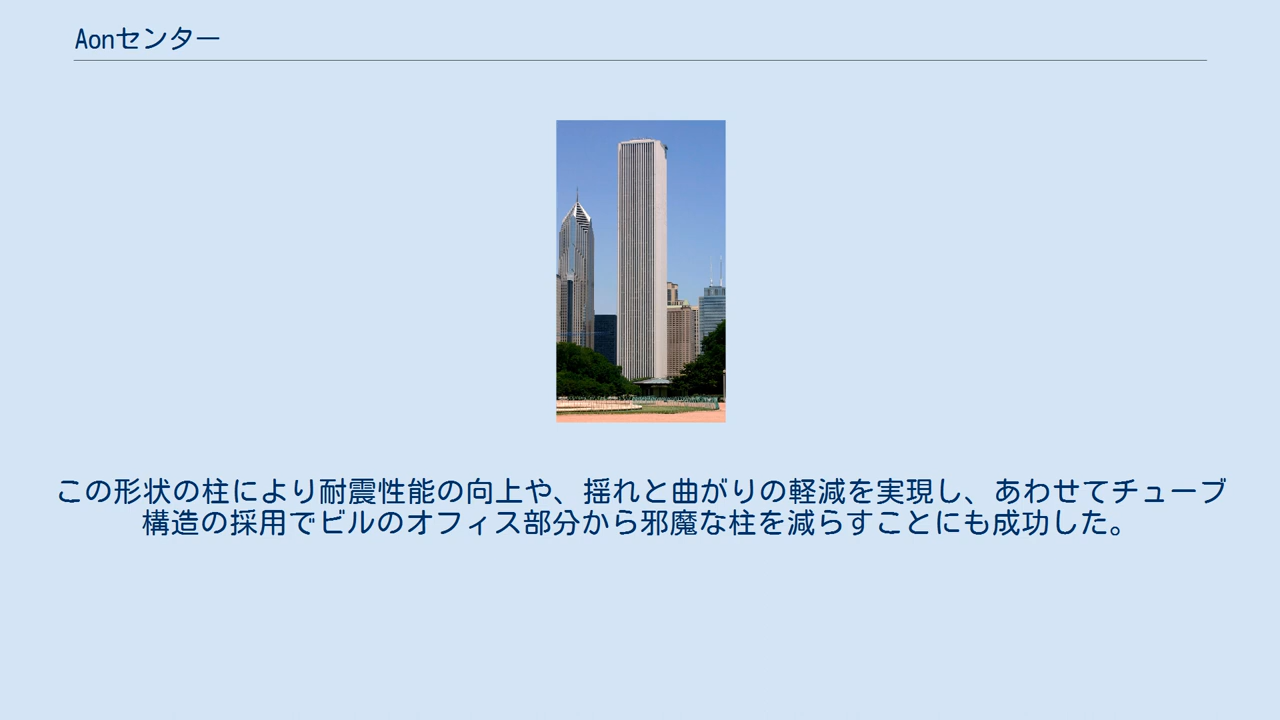 Aonセンター
この形状の柱により耐震性能の向上や、揺れと曲がりの軽減を実現し、あわせてチューブ
構造の採用でビルのオフィス部分から邪魔な柱を減らすことにも成功した。